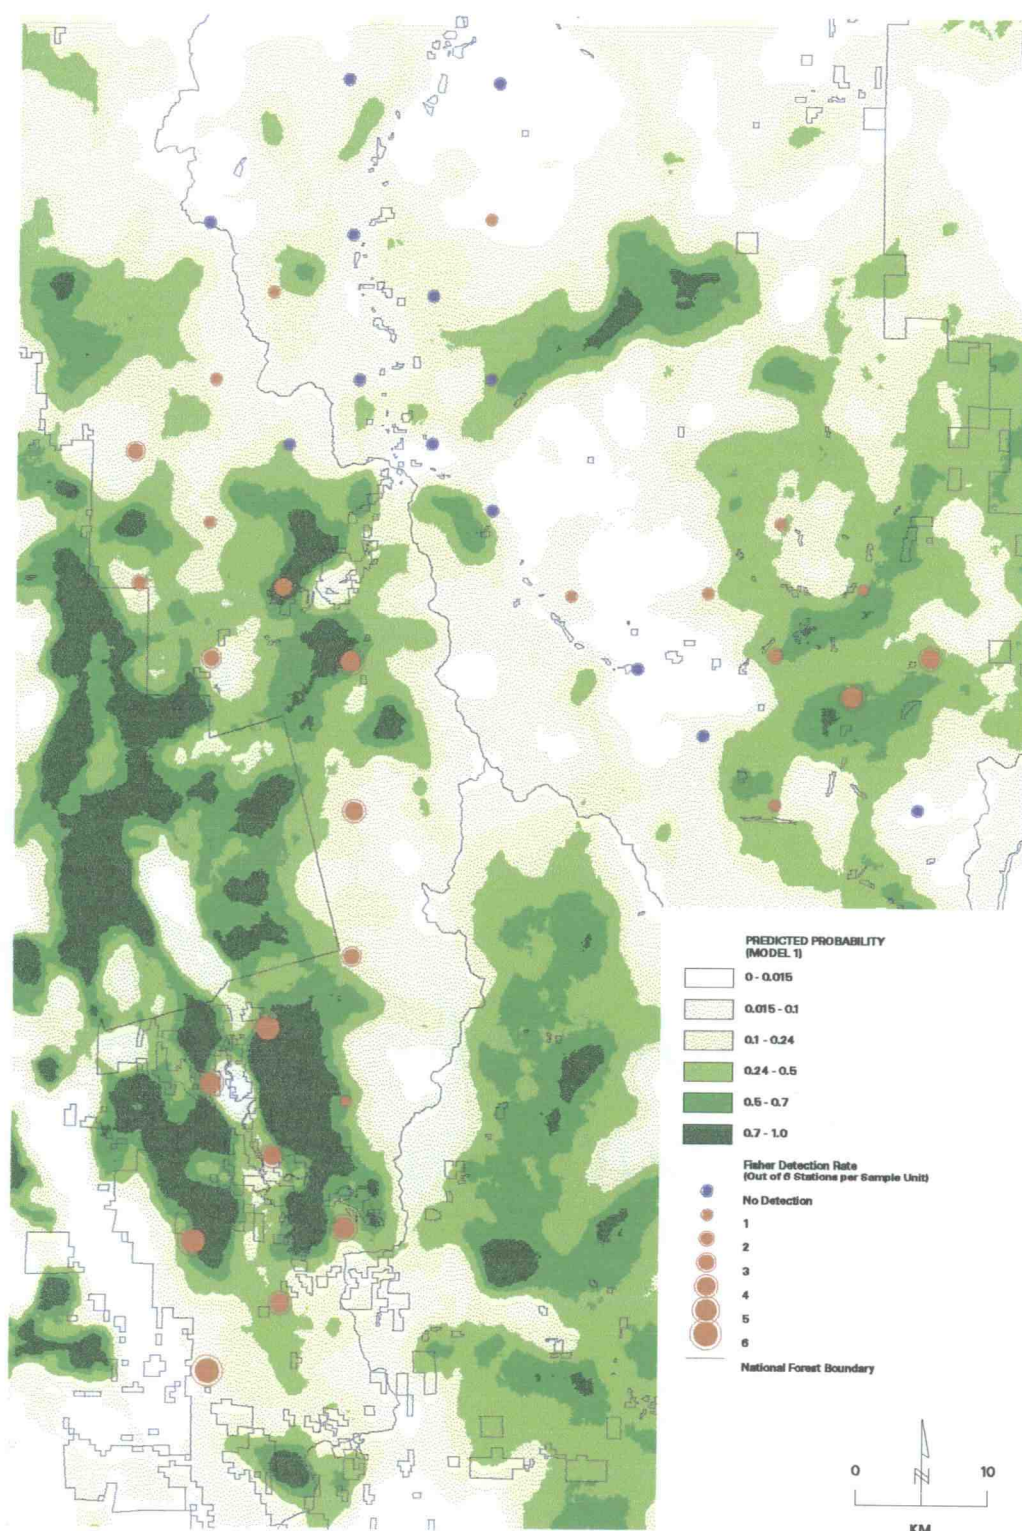 PREDICTED PROBABILITY
(MODEL 1)
0 - 0.015
0.015 - 0.1
0.1 - 0.24
0.24 - 0.5
0.5 - 0.7
0.7 - 1.0
Fisher Detection Rate
(Out of 6 Stations per Sample Unit)
No Detection
1
2
3
4
5
6
National Forest Boundary
N
0 10
KM